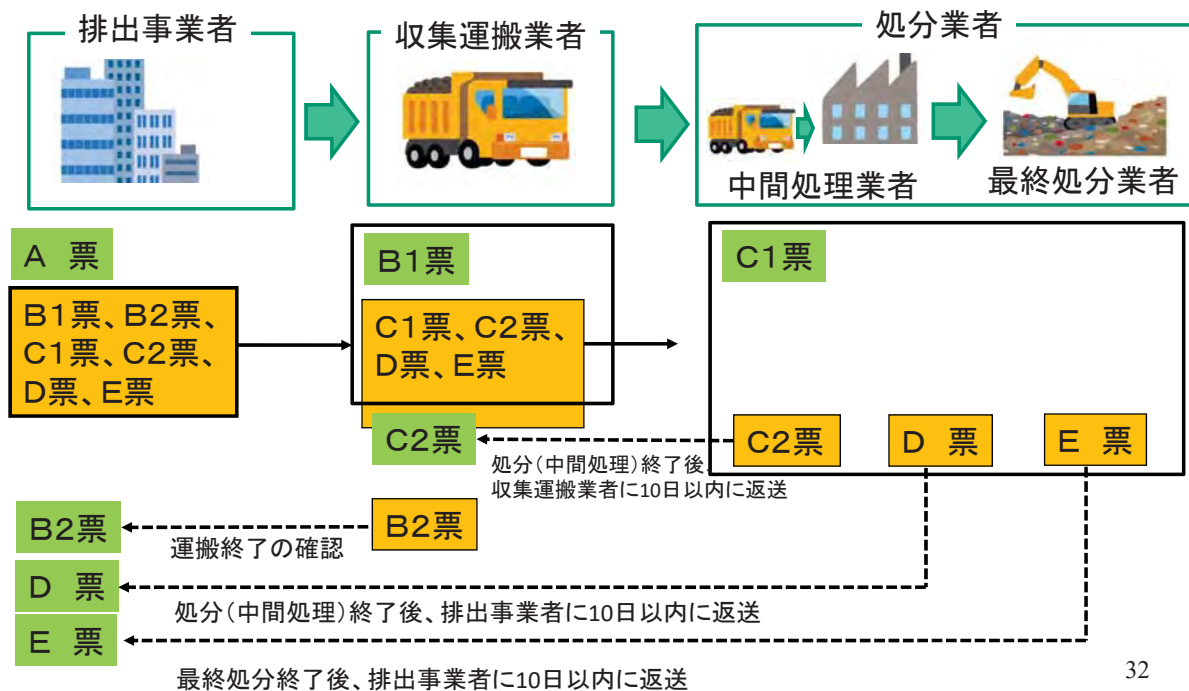 排出事業者
収集運搬業者
処分業者
中間処理業者
最終処分業者
A 票
B1票、B2票、
C1票、C2票、
D票、E票
B1票
C1票、C2票、
D票、E票
C2票
C1票
C2票
D 票
E 票
処分(中間処理)終了後、
収集運搬業者に10日以内に返送
B2票
B2票
運搬終了の確認
D 票
処分(中間処理)終了後、排出事業者に10日以内に返送
E 票
最終処分終了後、排出事業者に10日以内に返送
32